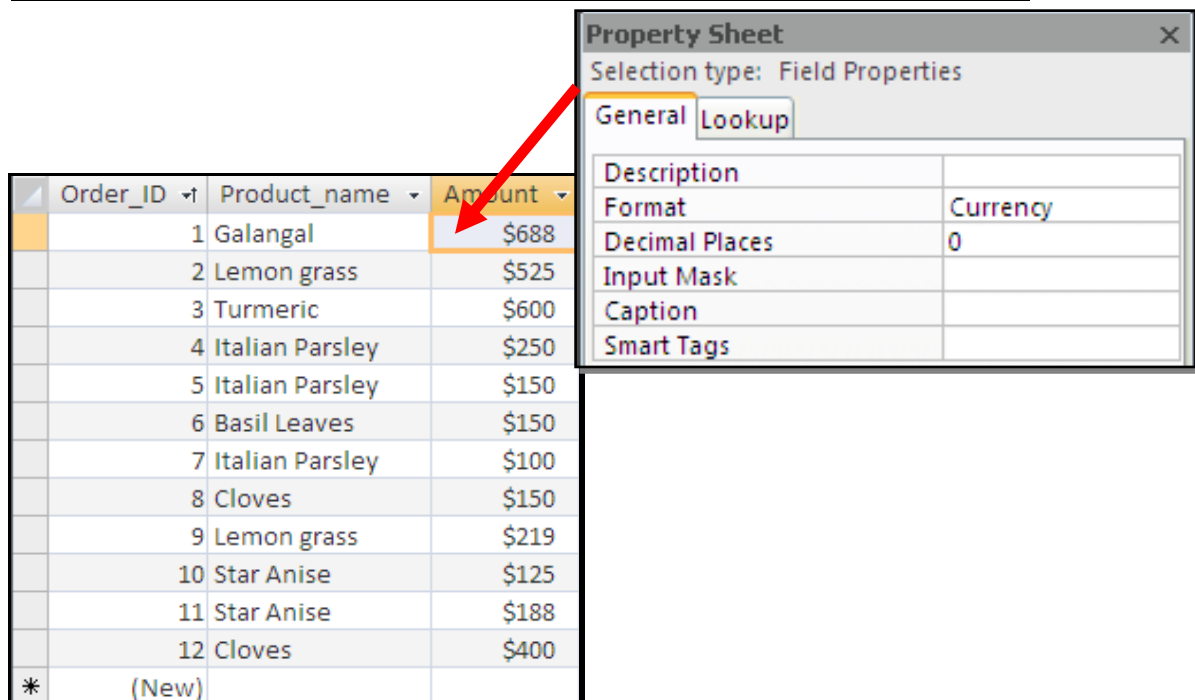 Property Sheet
Selection type: Field Properties
General Lookup
Description
Format Currency
Decimal Places 0
Input Mask
Caption
Smart Tags
Order_ID Product_name Amount
1 Galangal $688
2 Lemon grass $525
3 Turmeric $600
4 Italian Parsley $250
5 Italian Parsley $150
6 Basil Leaves $150
7 Italian Parsley $100
8 Cloves $150
9 Lemon grass $219
10 Star Anise $125
11 Star Anise $188
12 Cloves $400
(New)